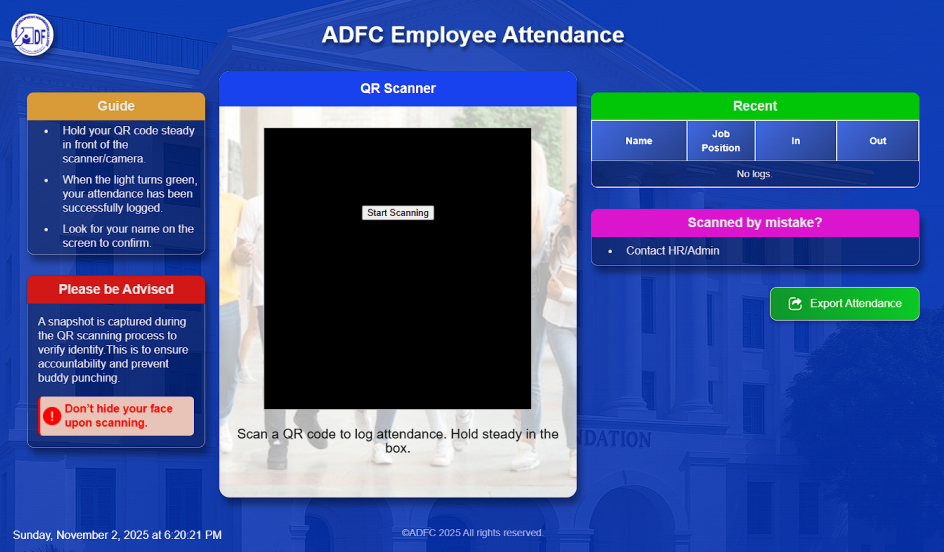 ADF
ADFC Employee Attendance
Guide
• Hold your QR code steady
in front of the
scanner/camera.
• When the light turns green,
your attendance has been
successfully logged.
• Look for your name on the
screen to confirm.
Please be Advised
A snapshot is captured during
the QR scanning process to
verify identity.This is to ensure
accountability and prevent
buddy punching.
Don't hide your face
upon scanning.
QR Scanner
Start Scanning
Scan a QR code to log attendance. Hold steady in the
box.
Recent
Name Job Position In Out
No logs.
Scanned by mistake?
• Contact HR/Admin
Export Attendance
NDATION
Sunday, November 2, 2025 at 6:20:21 PM
©ADFC 2025 All rights reserved.